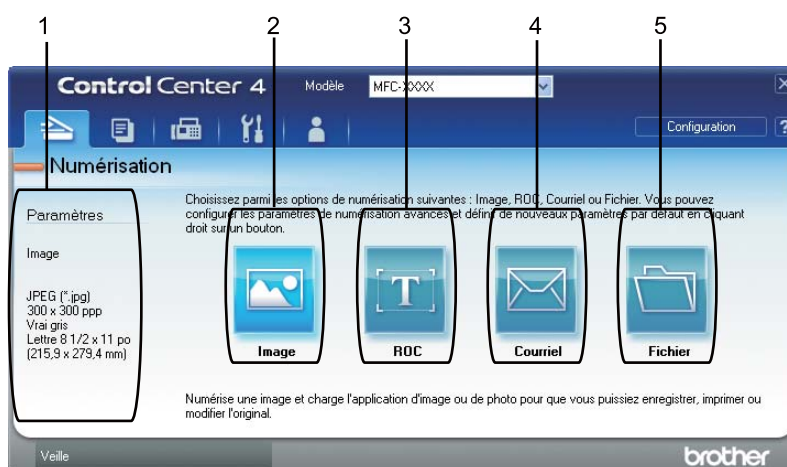 1 2 3 4 5
Control Center 4 Modèle MFC-XXXX
Configuration ?
Numérisation
Paramètres
Image
JPEG (*.jpg)
300 x 300 ppp
Vrai gris
Lettre 8 1/2 x 11 po
(215,9 x 279,4 mm)
Choisissez parmi les options de numérisation suivantes : Image, ROC, Courriel ou Fichier. Vous pouvez
configurer les paramètres de numérisation avancés et définir de nouveaux paramètres par défaut en cliquant
droit sur un bouton.
T
Image ROC Courriel Fichier
Numérise une image et charge l'application d'image ou de photo pour que vous puissiez enregistrer, imprimer ou
modifier l'original.
Veille brother